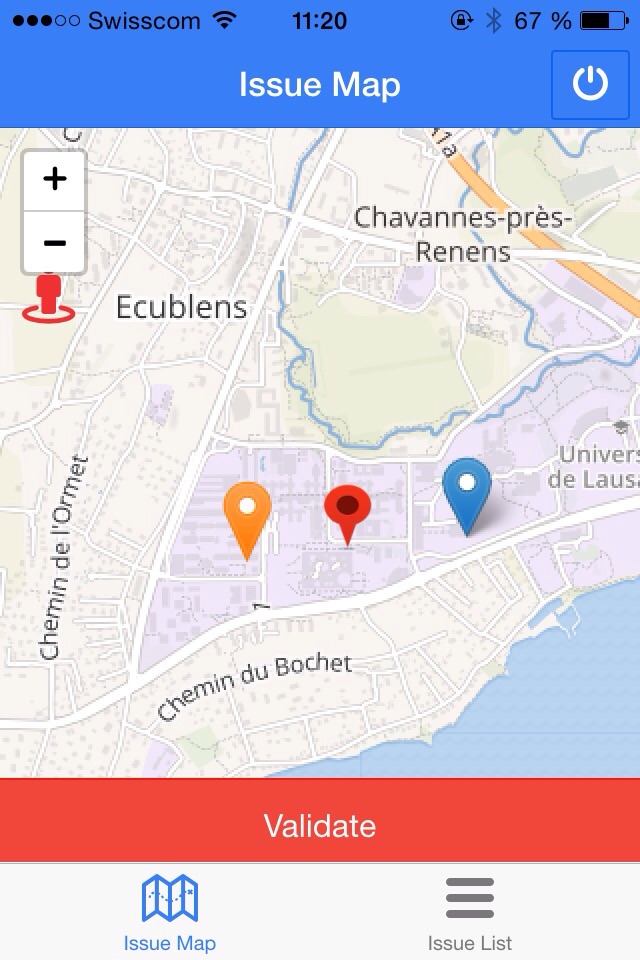 Swisscom 11:20 67 %
Issue Map
A1a
+
Chavannes-près-
Renens
−
Ecublens
Univers
de Lausa
Chemin de l'Ormet
Chemin du Bochet
Validate
Issue Map
Issue List